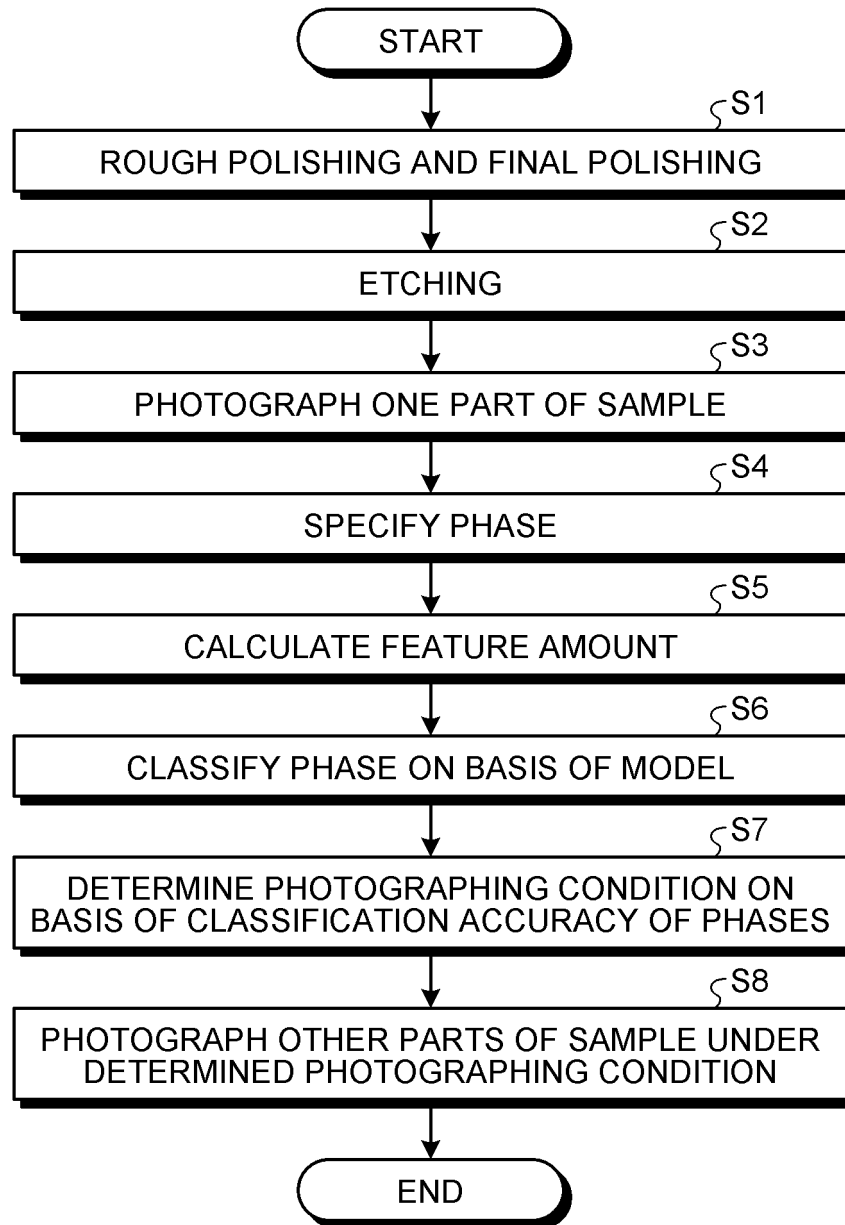 START
S1
ROUGH POLISHING AND FINAL POLISHING
S2
ETCHING
S3
PHOTOGRAPH ONE PART OF SAMPLE
S4
SPECIFY PHASE
S5
CALCULATE FEATURE AMOUNT
S6
CLASSIFY PHASE ON BASIS OF MODEL
S7
DETERMINE PHOTOGRAPHING CONDITION ON
BASIS OF CLASSIFICATION ACCURACY OF PHASES
S8
PHOTOGRAPH OTHER PARTS OF SAMPLE UNDER
DETERMINED PHOTOGRAPHING CONDITION
END